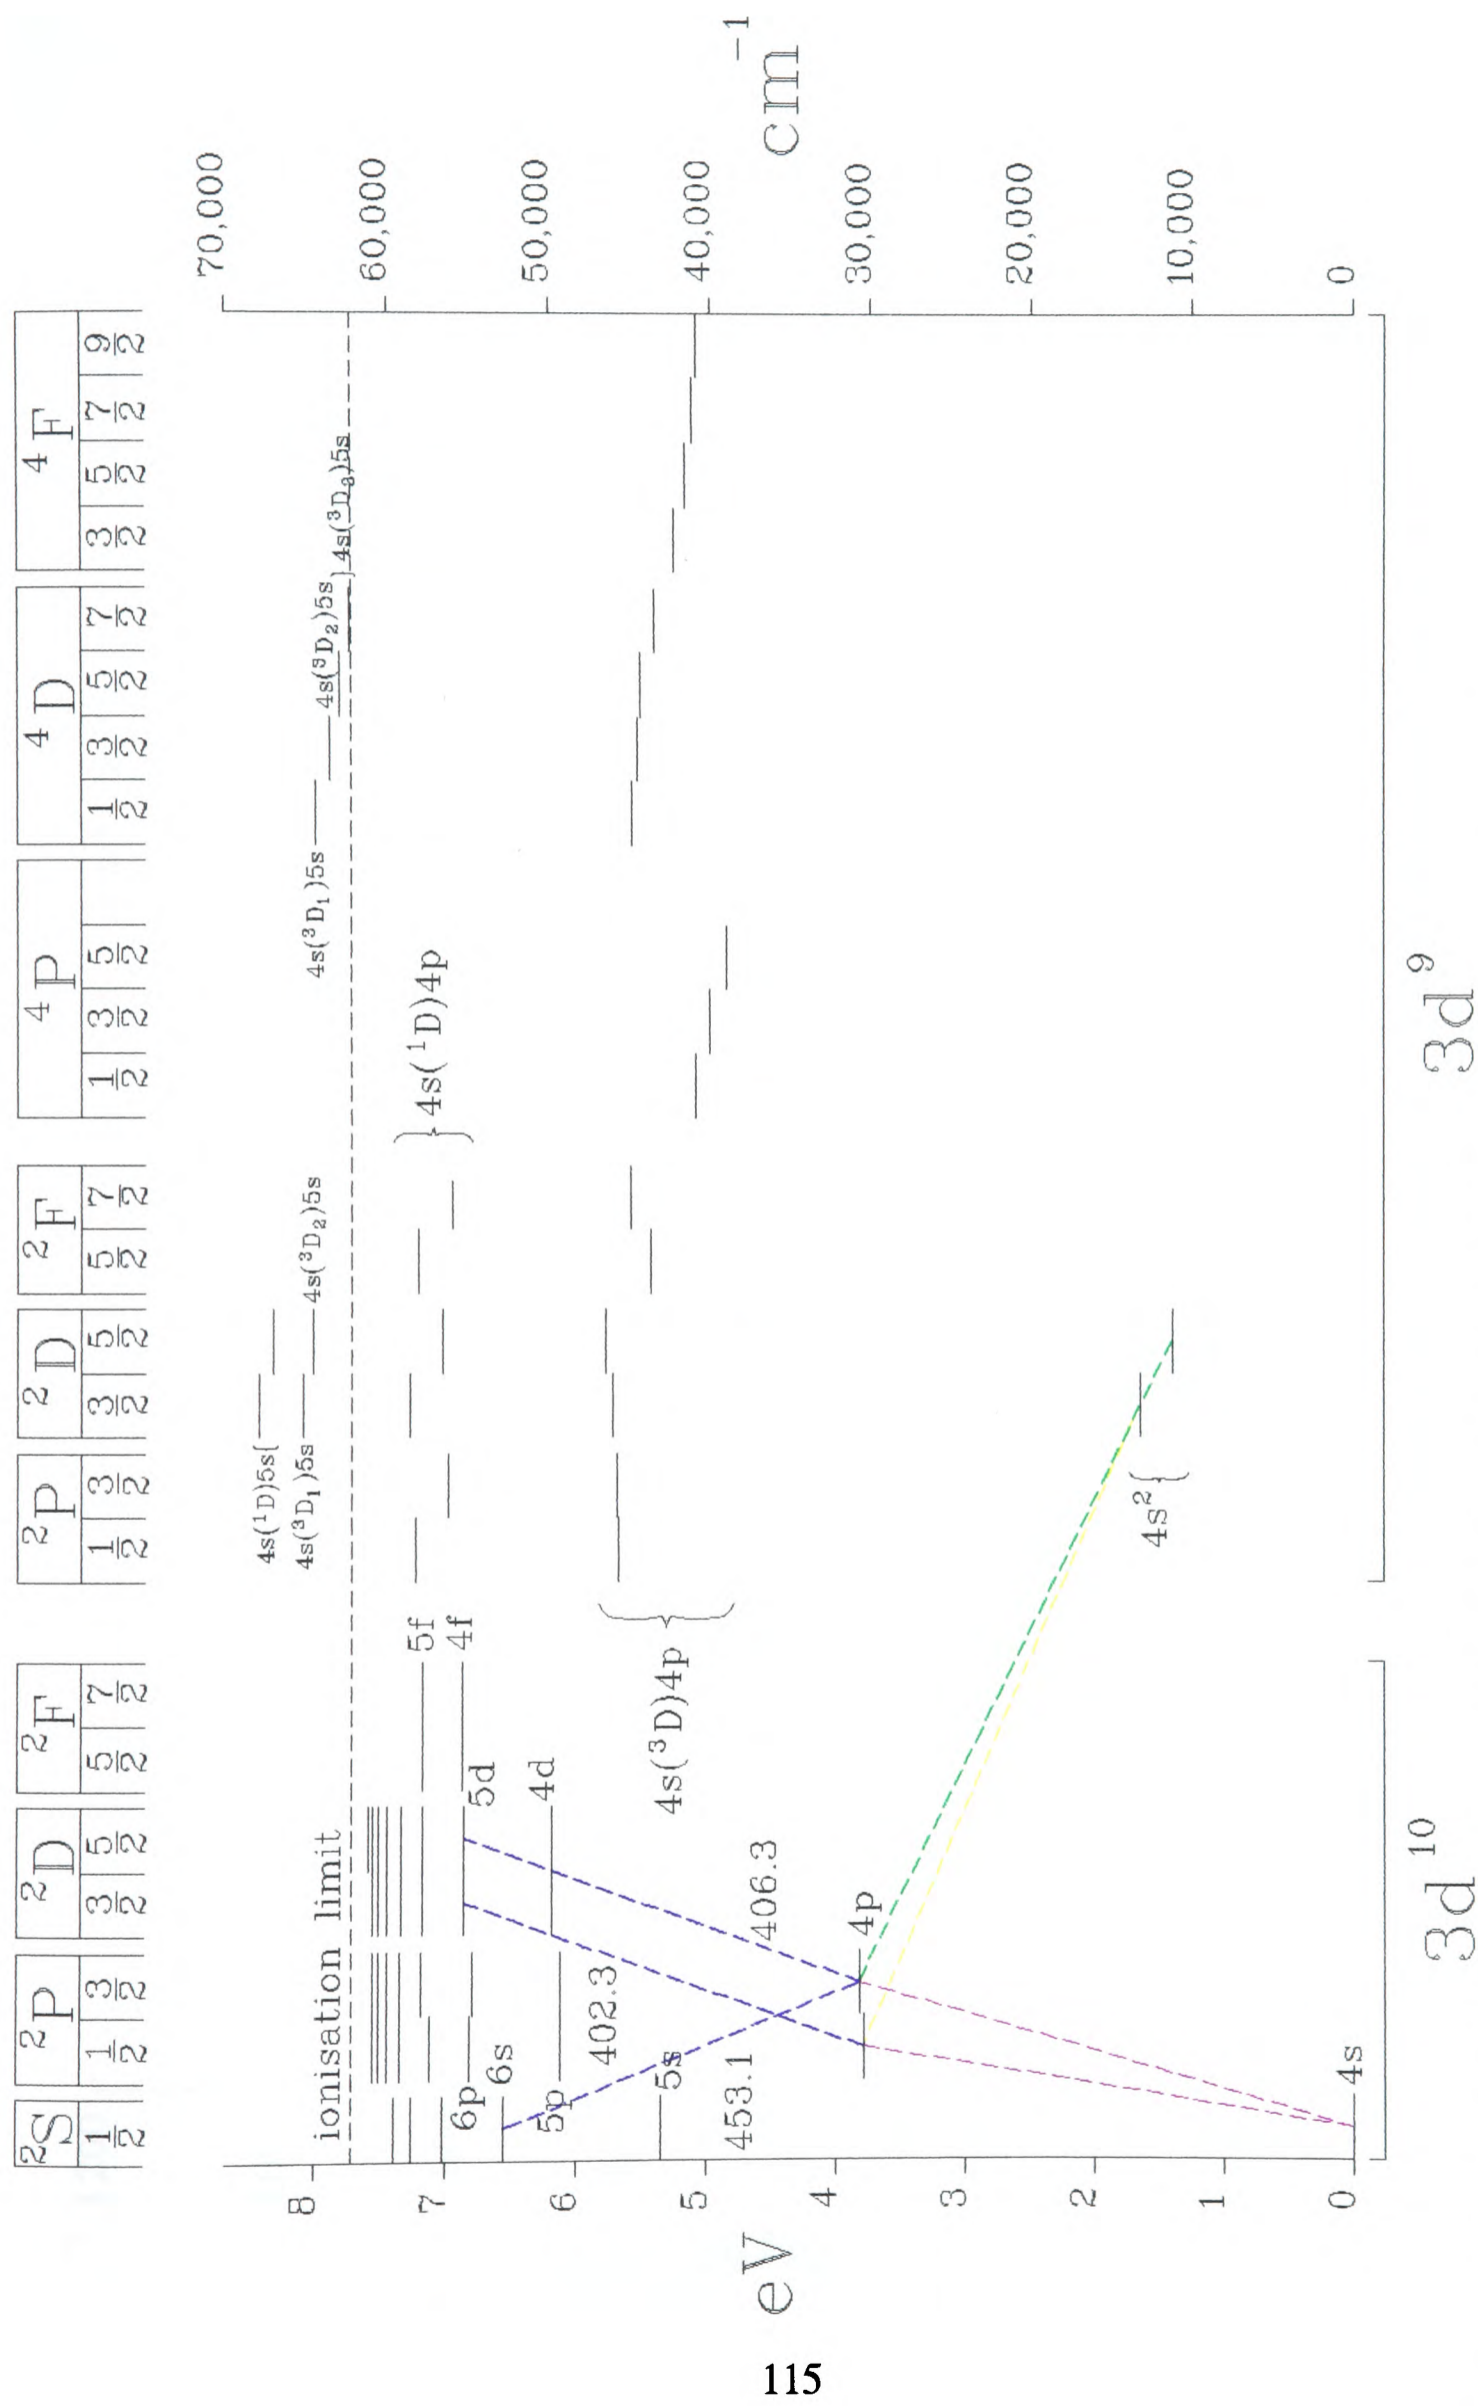 ²S ²P ²D ²F ²P ²D ²F ⁴P ⁴D ⁴F
1/2 1/2 3/2 3/2 5/2 5/2 7/2 1/2 3/2 3/2 5/2 5/2 7/2 1/2 3/2 5/2 1/2 3/2 5/2 7/2 3/2 5/2 7/2 9/2
eV
8
7
6
5
4
3
2
1
0
ionisation limit
6p
6s
5p
5s
453.1
402.3
406.3
4p
4s
5d
4d
5f
4f
4s(³D)4p
4s(¹D)5s{
4s(³D₁)5s
4s(³D₂)5s
4s²{
}4s(¹D)4p
4s(³D₁)5s
4s(³D₂)5s
}4s(³D₃)5s
70,000
60,000
50,000
40,000
30,000
20,000
10,000
0
cm⁻¹
3d¹⁰
3d⁹
115